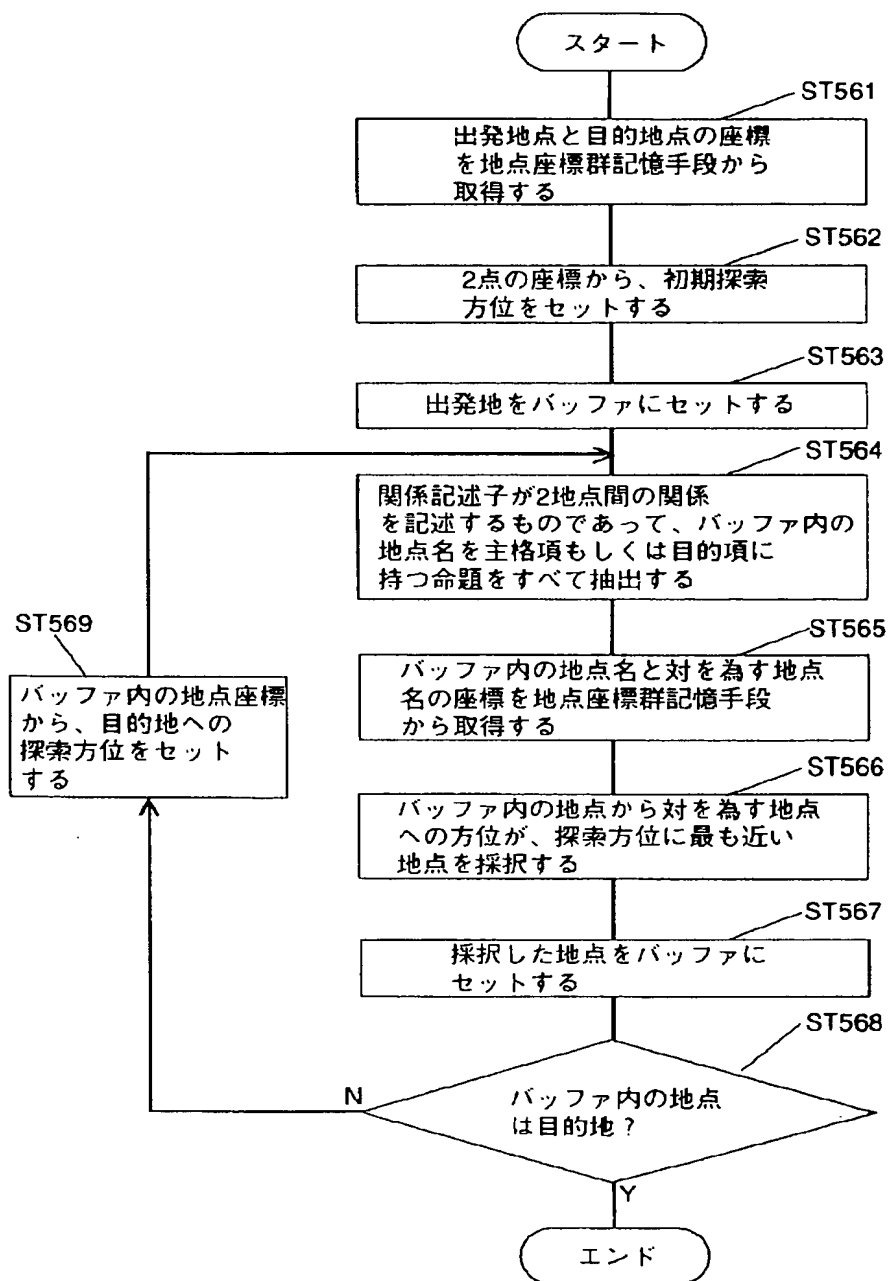 スタート
ST561
出発地点と目的地点の座標
を地点座標群記憶手段から
取得する
ST562
2点の座標から、初期探索
方位をセットする
ST563
出発地をバッファにセットする
ST564
関係記述子が2地点間の関係
を記述するものであって、バッファ内の
地点名を主格項もしくは目的項に
持つ命題をすべて抽出する
ST565
バッファ内の地点名と対を為す地点
名の座標を地点座標群記憶手段
から取得する
ST566
バッファ内の地点から対を為す地点
への方位が、探索方位に最も近い
地点を採択する
ST567
採択した地点をバッファに
セットする
ST568
バッファ内の地点
は目的地?
N
Y
ST569
バッファ内の地点座標
から、目的地への
探索方位をセット
する
エンド